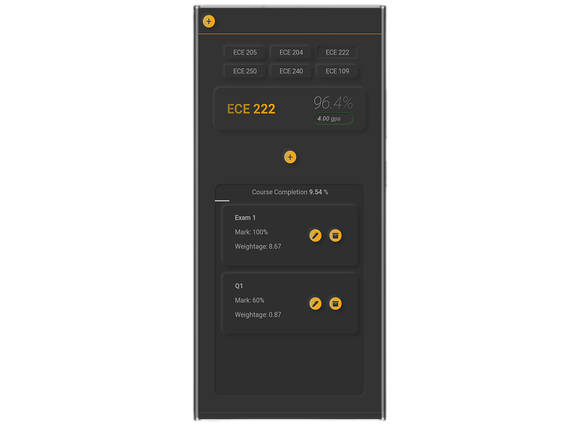 ECE 205 ECE 204 ECE 222
ECE 250 ECE 240 ECE 109
ECE 222 96.4%
4.00 gpa
Course Completion 9.54 %
Exam 1
Mark: 100%
Weightage: 8.67
Q1
Mark: 60%
Weightage: 0.87